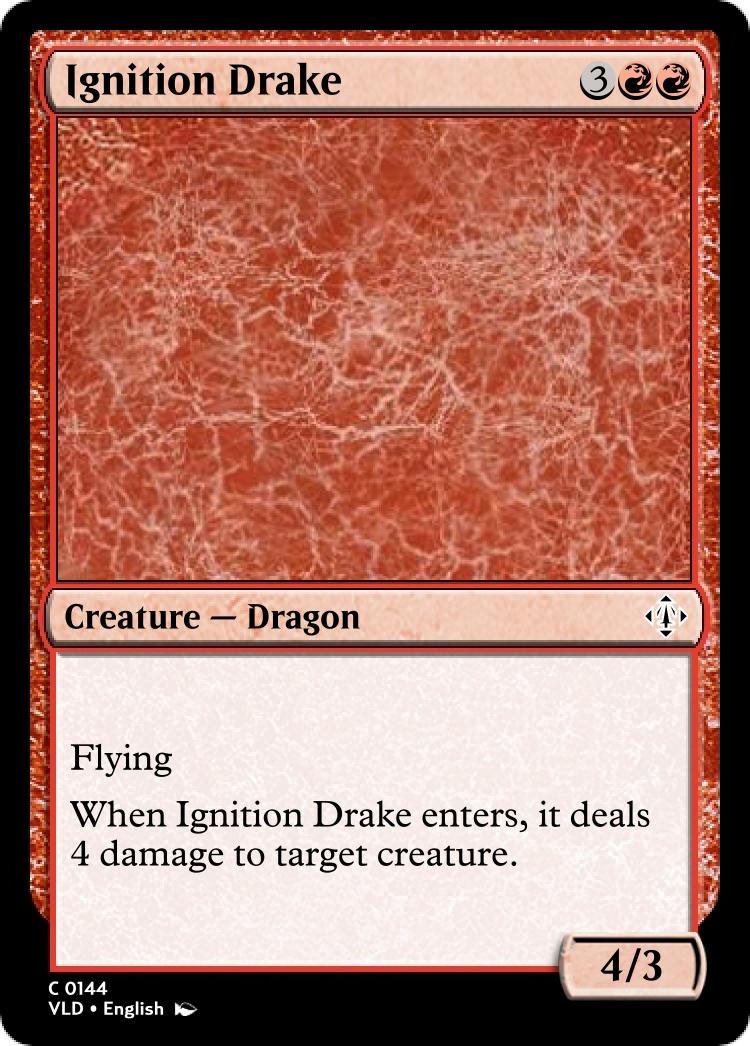 Ignition Drake 3
Creature — Dragon
Flying
When Ignition Drake enters, it deals
4 damage to target creature.
4/3
C 0144
VLD • English